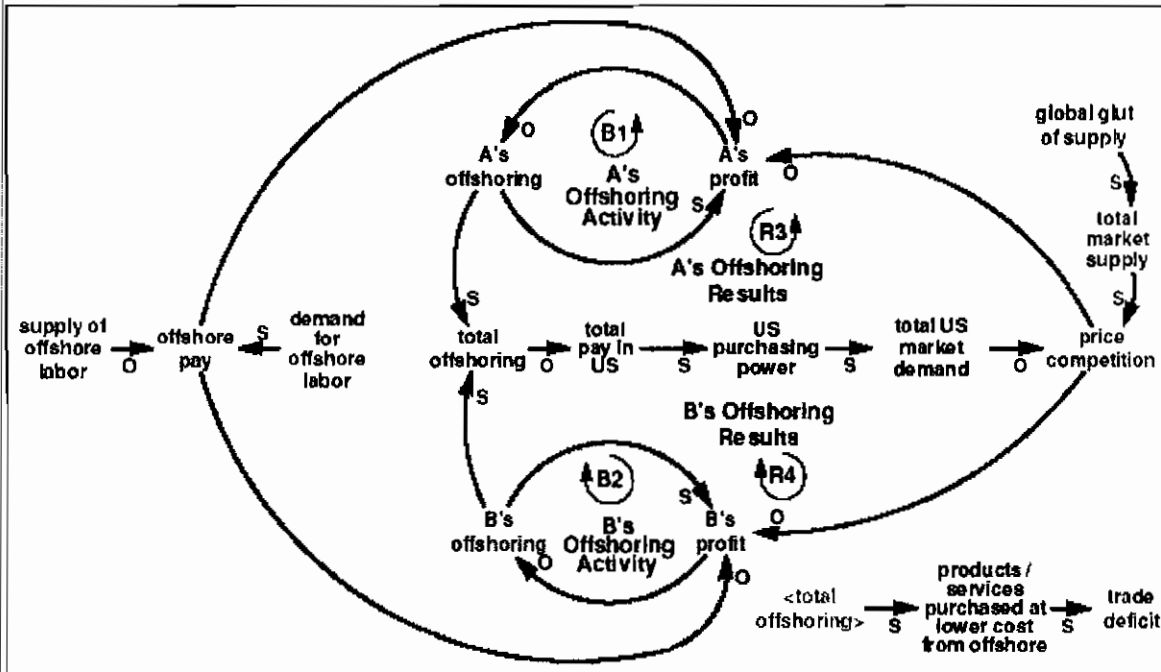 O
global glut
of supply
O
B1
O
S
A's
offshoring
A's
Offshoring
Activity
A's
profit
O
S
total
market
supply
R3
A's Offshoring
Results
S
S
supply of
offshore
labor
O
offshore
pay
S
demand
for
offshore
labor
total
offshoring
O
total
pay in
US
S
US
purchasing
power
S
total US
market
demand
O
price
competition
S
B's Offshoring
Results
B2
R4
S
O
B's
offshoring
B's
Offshoring
Activity
B's
profit
O
O
<total
offshoring>
S
products /
services
purchased at
lower cost
from offshore
S
trade
deficit